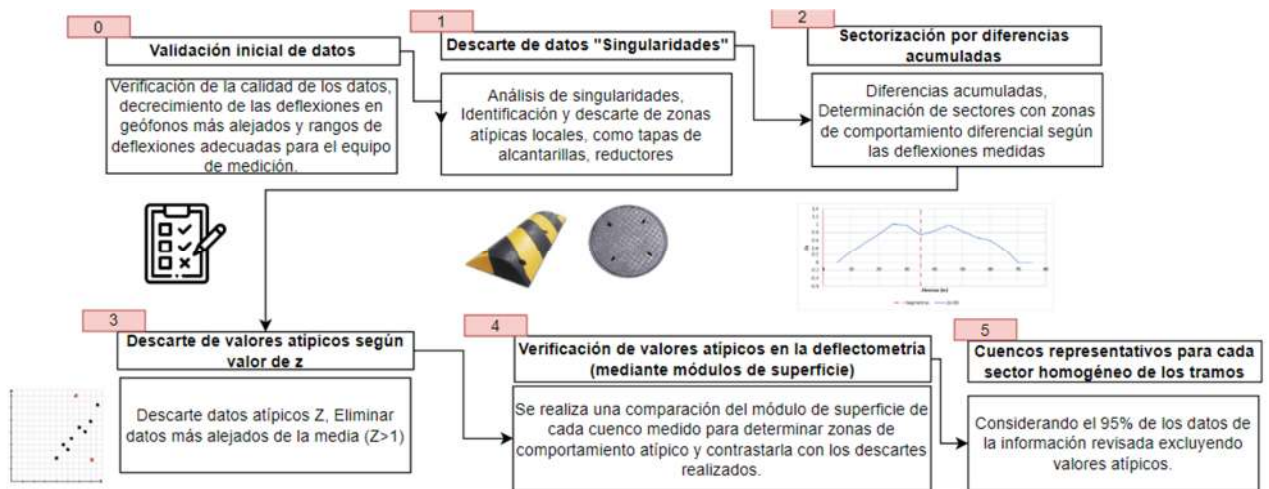 0
Validación inicial de datos
Verificación de la calidad de los datos,
decrecimiento de las deflexiones en
geófonos más alejados y rangos de
deflexiones adecuadas para el equipo
de medición.
1
Descarte de datos "Singularidades"
Análisis de singularidades,
Identificación y descarte de zonas
atípicas locales, como tapas de
alcantarillas, reductores
2
Sectorización por diferencias
acumuladas
Diferencias acumuladas,
Determinación de sectores con zonas
de comportamiento diferencial según
las deflexiones medidas
3
Descarte de valores atípicos según
valor de z
Descarte datos atípicos Z, Eliminar
datos más alejados de la media (Z>1)
4
Verificación de valores atípicos en la deflectometría
(mediante módulos de superficie)
Se realiza una comparación del módulo de superficie de
cada cuenco medido para determinar zonas de
comportamiento atípico y contrastarla con los descartes
realizados.
5
Cuencos representativos para cada
sector homogéneo de los tramos
Considerando el 95% de los datos de
la información revisada excluyendo
valores atípicos.